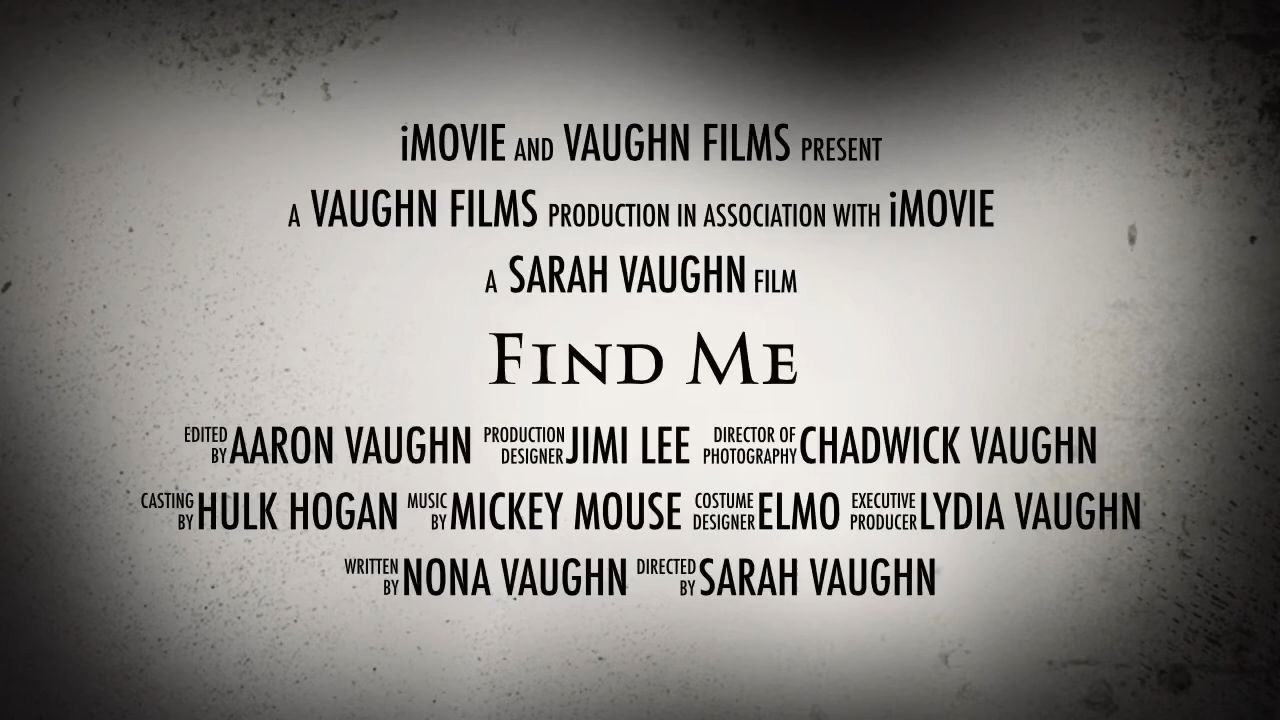 iMOVIE AND VAUGHN FILMS PRESENT
A VAUGHN FILMS PRODUCTION IN ASSOCIATION WITH iMOVIE
A SARAH VAUGHN FILM
FIND ME
EDITED BY AARON VAUGHN PRODUCTION DESIGNER JIMI LEE DIRECTOR OF PHOTOGRAPHY CHADWICK VAUGHN
CASTING BY HULK HOGAN MUSIC BY MICKEY MOUSE COSTUME DESIGNER ELMO EXECUTIVE PRODUCER LYDIA VAUGHN
WRITTEN BY NONA VAUGHN DIRECTED BY SARAH VAUGHN